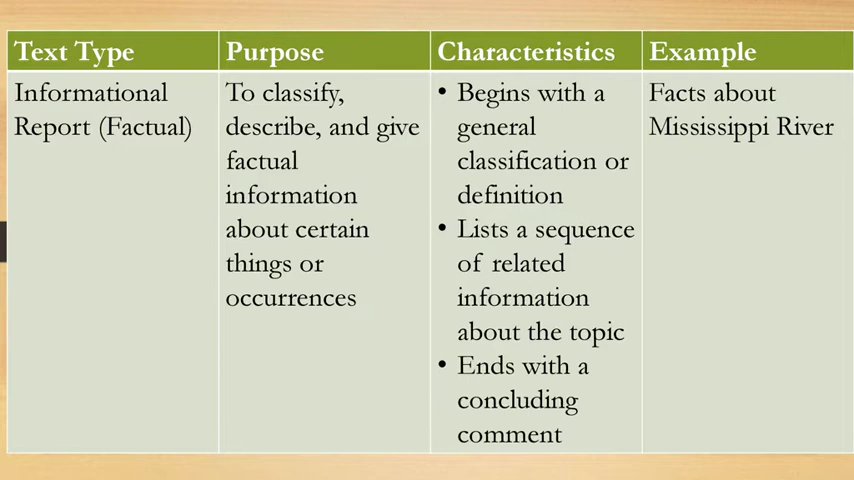 Text Type
Purpose
Characteristics
Example
Informational
Report (Factual)
To classify,
describe, and give
factual
information
about certain
things or
occurrences
• Begins with a
general
classification or
definition
• Lists a sequence
of related
information
about the topic
• Ends with a
concluding
comment
Facts about
Mississippi River